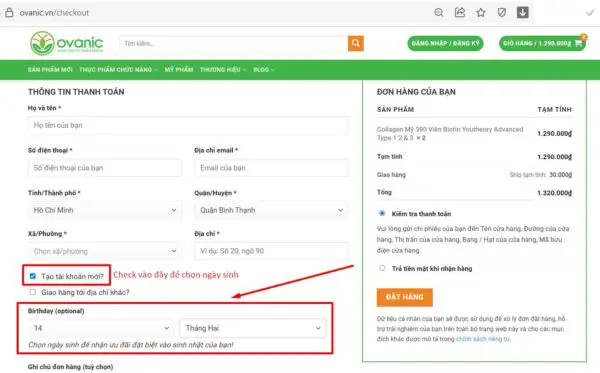 ovanic.vn/checkout
ovanic
Tìm kiếm...
ĐĂNG NHẬP / ĐĂNG KÝ
GIỎ HÀNG / 1.290.000₫
2
SẢN PHẨM MỚI THỰC PHẨM CHỨC NĂNG MỸ PHẨM THƯƠNG HIỆU BLOG
THÔNG TIN THANH TOÁN
Họ và tên *
Họ tên của bạn
Số điện thoại *
Địa chỉ email *
Số điện thoại của bạn
Email của bạn
Tỉnh/Thành phố *
Quận/Huyện *
Hồ Chí Minh
Quận Bình Thạnh
Xã/Phường *
Địa chỉ *
Chọn xã/phường
Ví dụ: Số 20, ngõ 90
Tạo tài khoản mới?
Check vào đây để chọn ngày sinh
Giao hàng tới địa chỉ khác?
Birthday (optional)
14
Tháng Hai
Chọn ngày sinh để nhận ưu đãi đặt biệt vào sinh nhật của bạn!
Ghi chú đơn hàng (tuỳ chọn)
ĐƠN HÀNG CỦA BẠN
SẢN PHẨM TẠM TÍNH
Collagen Mỹ 390 Viên Biotin Youtheory Advanced
Type 1 2 & 3 × 2
1.290.000₫
Tạm tính 1.290.000₫
Giao hàng Ship tạm tính: 30.000₫
Tổng 1.320.000₫
Kiểm tra thanh toán
Vui lòng gửi chi phiếu của bạn đến Tên cửa hàng, Đường của cửa
hàng, Thị trấn của cửa hàng, Bang / Hạt của cửa hàng, Mã bưu
điện cửa hàng.
Trả tiền mặt khi nhận hàng
ĐẶT HÀNG
Dữ liệu cá nhân của bạn sẽ được sử dụng để xử lý đơn đặt hàng, hỗ
trợ trải nghiệm của bạn trên toàn bộ trang web này và cho các mục
đích khác được mô tả trong chính sách riêng tư.